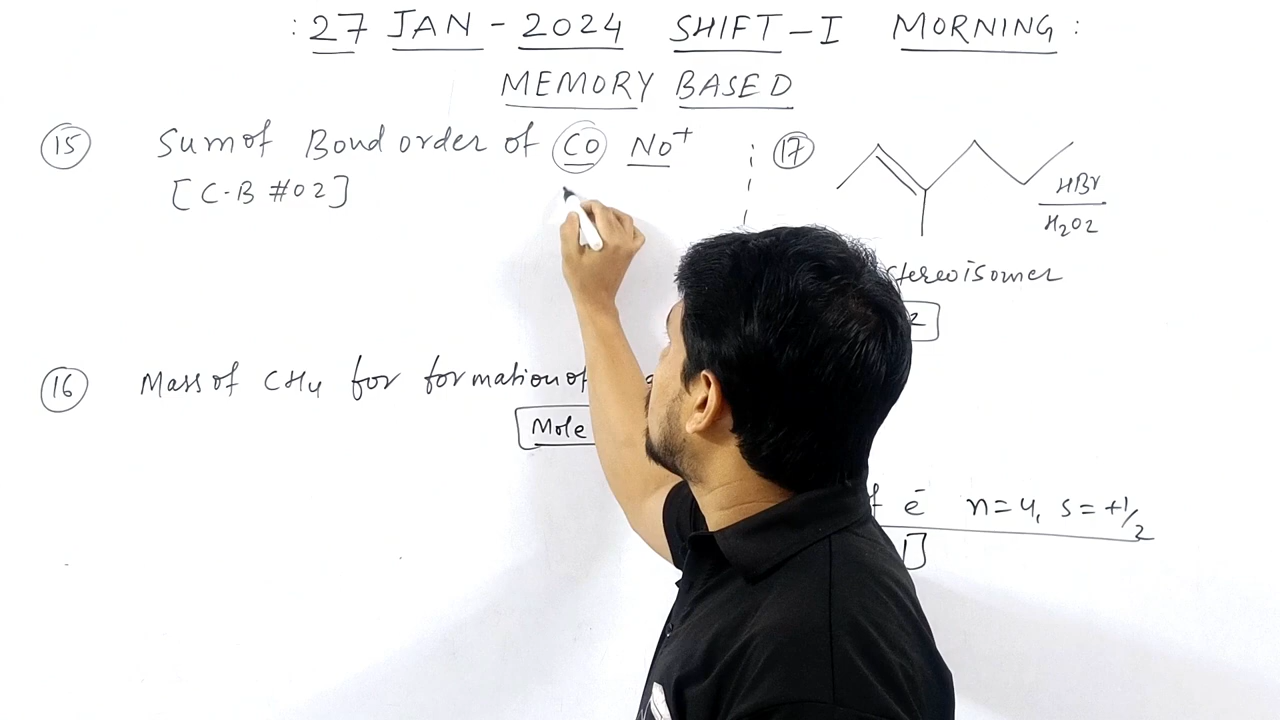 : 27 JAN - 2024 SHIFT - I MORNING :
MEMORY BASED
15 Sum of Bond order of CO NO+
[C-B #02]
16 Mass of CH4 for formation of
Mole
17
HBr
H2O2
stereoisomer
2
e- n=4, s=+1/2